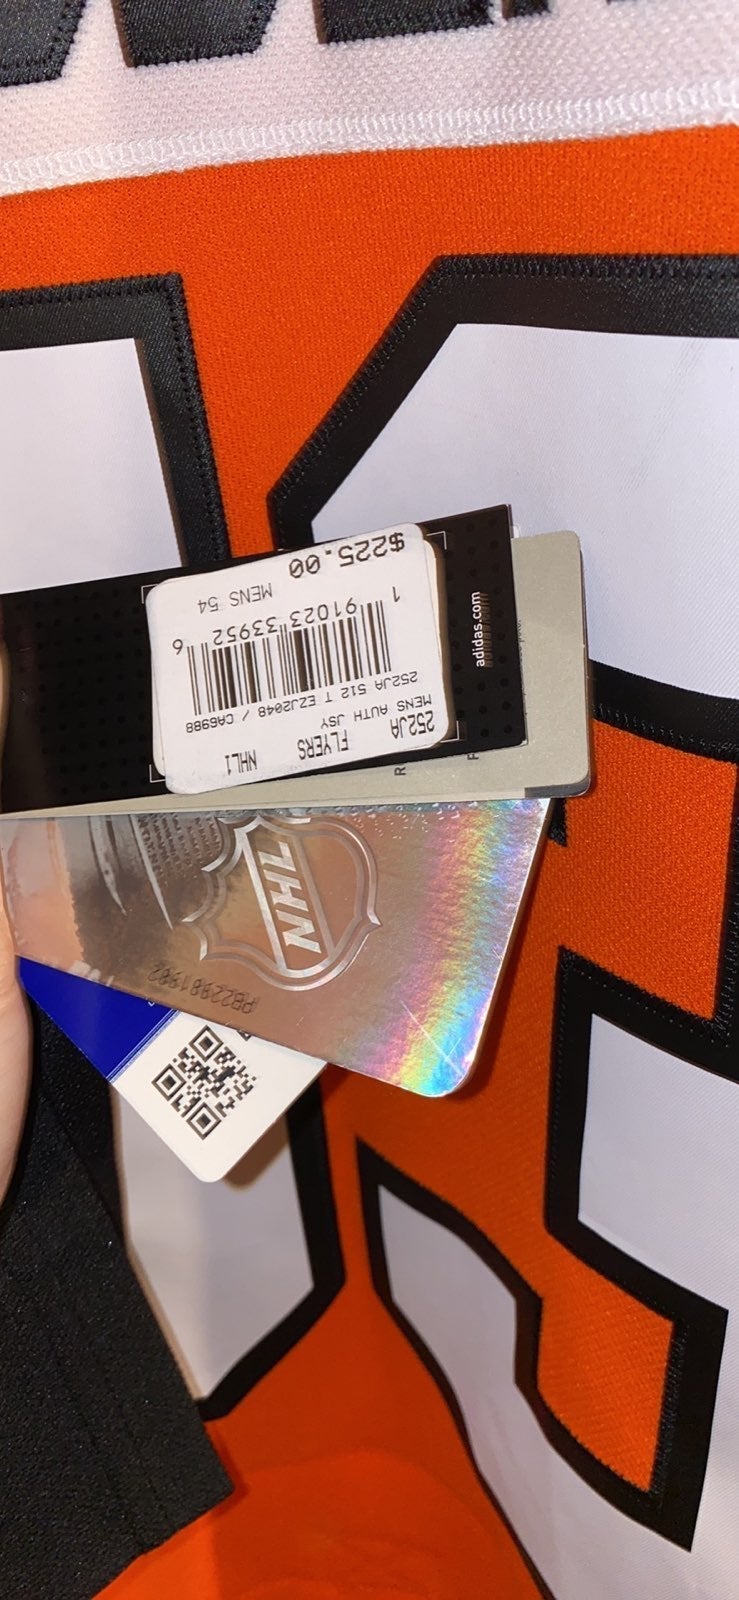 252JA FLYERS NHL1
MENS AUTH JSY
252JA 512 T EZJ2048 / CA6988
1 91023 33952 6
MENS 54
$225.00
adidas.com
NHL
PB22981982